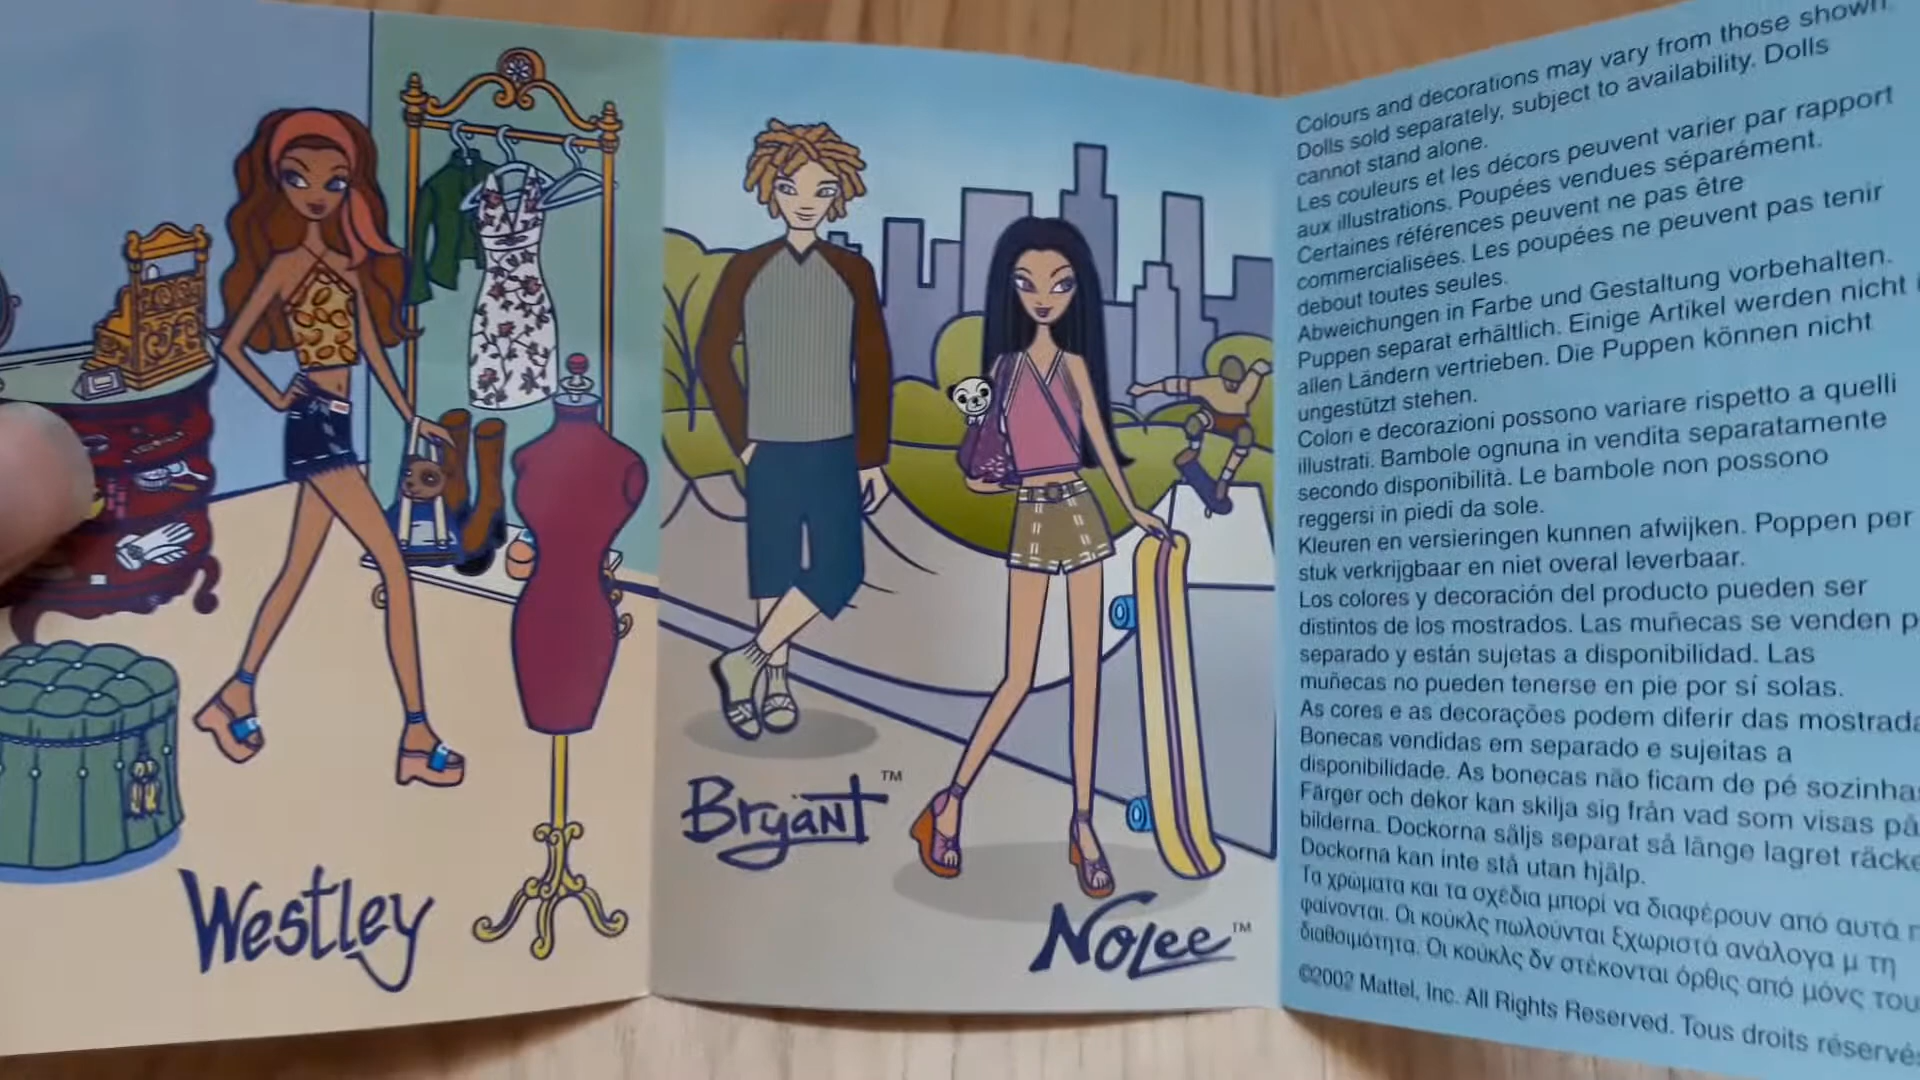 Westley
Bryant™
Nolee™
Colours and decorations may vary from those shown.
Dolls sold separately, subject to availability. Dolls
cannot stand alone.
Les couleurs et les décors peuvent varier par rapport
aux illustrations. Poupées vendues séparément.
Certaines références peuvent ne pas être
commercialisées. Les poupées ne peuvent pas tenir
debout toutes seules.
Abweichungen in Farbe und Gestaltung vorbehalten.
Puppen separat erhältlich. Einige Artikel werden nicht
allen Ländern vertrieben. Die Puppen können nicht
ungestützt stehen.
Colori e decorazioni possono variare rispetto a quelli
illustrati. Bambole ognuna in vendita separatamente
secondo disponibilità. Le bambole non possono
reggersi in piedi da sole.
Kleuren en versieringen kunnen afwijken. Poppen per
stuk verkrijgbaar en niet overal leverbaar.
Los colores y decoración del producto pueden ser
distintos de los mostrados. Las muñecas se venden
separado y están sujetas a disponibilidad. Las
muñecas no pueden tenerse en pie por sí solas.
As cores e as decorações podem diferir das mostrada
Bonecas vendidas em separado e sujeitas a
disponibilidade. As bonecas não ficam de pé sozinha
Färger och dekor kan skilja sig från vad som visas på
bilderna. Dockorna säljs separat så länge lagret räcke
Dockorna kan inte stå utan hjälp.
Τα χρώματα και τα σχέδια μπορί να διαφέρουν από αυτά
φαίνονται. Οι κούκλς πωλούνται ξχωριστά ανάλογα μ τη
διαθσιμότητα. Οι κούκλς δν στέκονται όρθις από μόνς του
©2002 Mattel, Inc. All Rights Reserved. Tous droits réservés